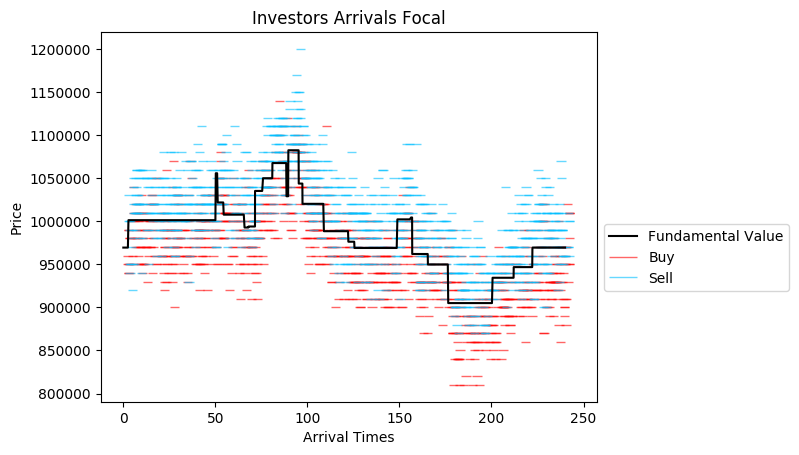 Investors Arrivals Focal
Price
1200000
1150000
1100000
1050000
1000000
950000
900000
850000
800000
0 50 100 150 200 250
Arrival Times
Fundamental Value
Buy
Sell